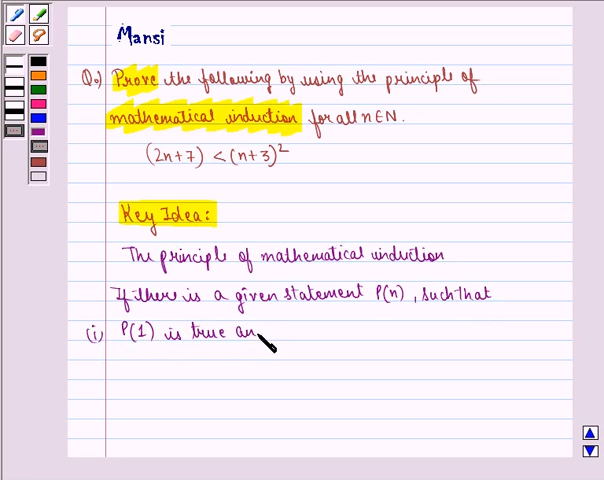 Mansi
Q.) Prove the following by using the principle of
mathematical induction for all n ∈ N.
(2n+7) < (n+3)²
Key Idea:
The principle of mathematical induction
If there is a given statement P(n), such that
(i) P(1) is true an